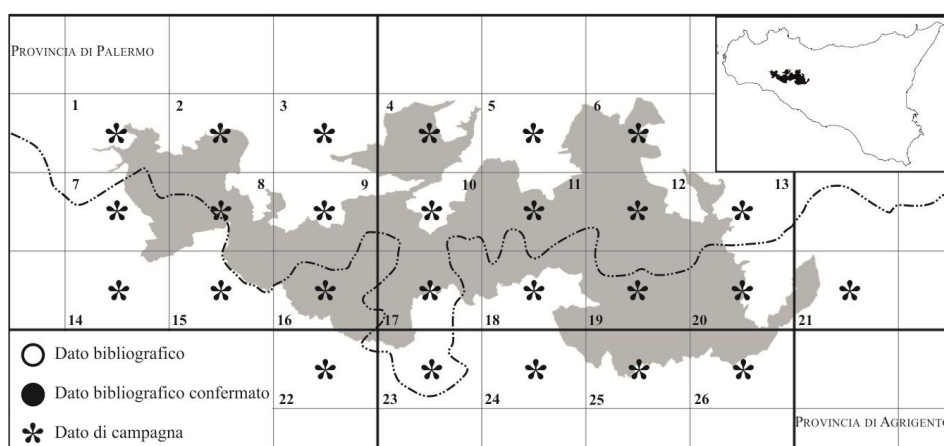 PROVINCIA DI PALERMO
1 2 3 4 5 6
7 8 9 10 11 12 13
14 15 16 17 18 19 20 21
Dato bibliografico
Dato bibliografico confermato
22 23 24 25 26
Dato di campagna
PROVINCIA DI AGRIGENTO